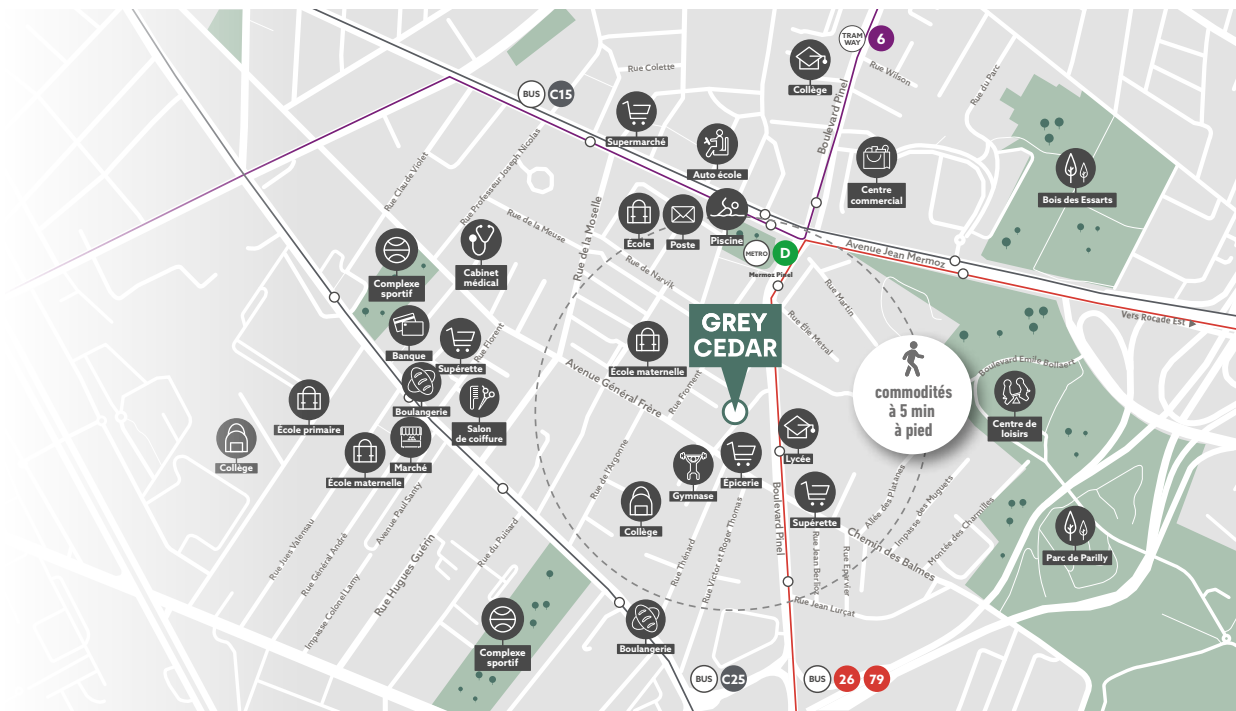 TRAM
WAY
6
Collège
Rue Wilson
Rue du Parc
Rue Colette
BUS
C15
Boulevard Pinel
Supermarché
Auto école
Centre
commercial
Bois des Essarts
Rue Claude Violet
Rue Professeur Joseph Nicolas
Rue de la Meuse
Rue de la Moselle
École
Poste
Piscine
METRO
D
Mermoz Pinel
Avenue Jean Mermoz
Vers Rocade Est
Complexe
sportif
Cabinet
médical
Rue de Narvik
Rue Martin
Rue Élie Metral
GREY
CEDAR
Banque
Supérette
Rue Florent
École maternelle
Avenue Général Frère
Rue Froment
commodités
à 5 min
à pied
Boulevard Emile Bollaert
Centre de
loisirs
Boulangerie
Salon
de coiffure
École primaire
Collège
École maternelle
Marché
Rue de l'Argonne
Gymnase
Épicerie
Lycée
Supérette
Collège
Boulevard Pinel
Allée des Platanes
Impasse des Muguets
Montée des Charmilles
Chemin des Balmes
Parc de Parilly
Rue Jues Valensau
Rue Général André
Avenue Paul Santy
Impasse Colonel Lamy
Rue Hugues Guérin
Rue du Puisard
Rue Thénard
Rue Victor et Roger Thomas
Rue Jean Berlioz
Rue Epervier
Rue Jean Lurçat
Complexe
sportif
Boulangerie
BUS
C25
BUS
26
79